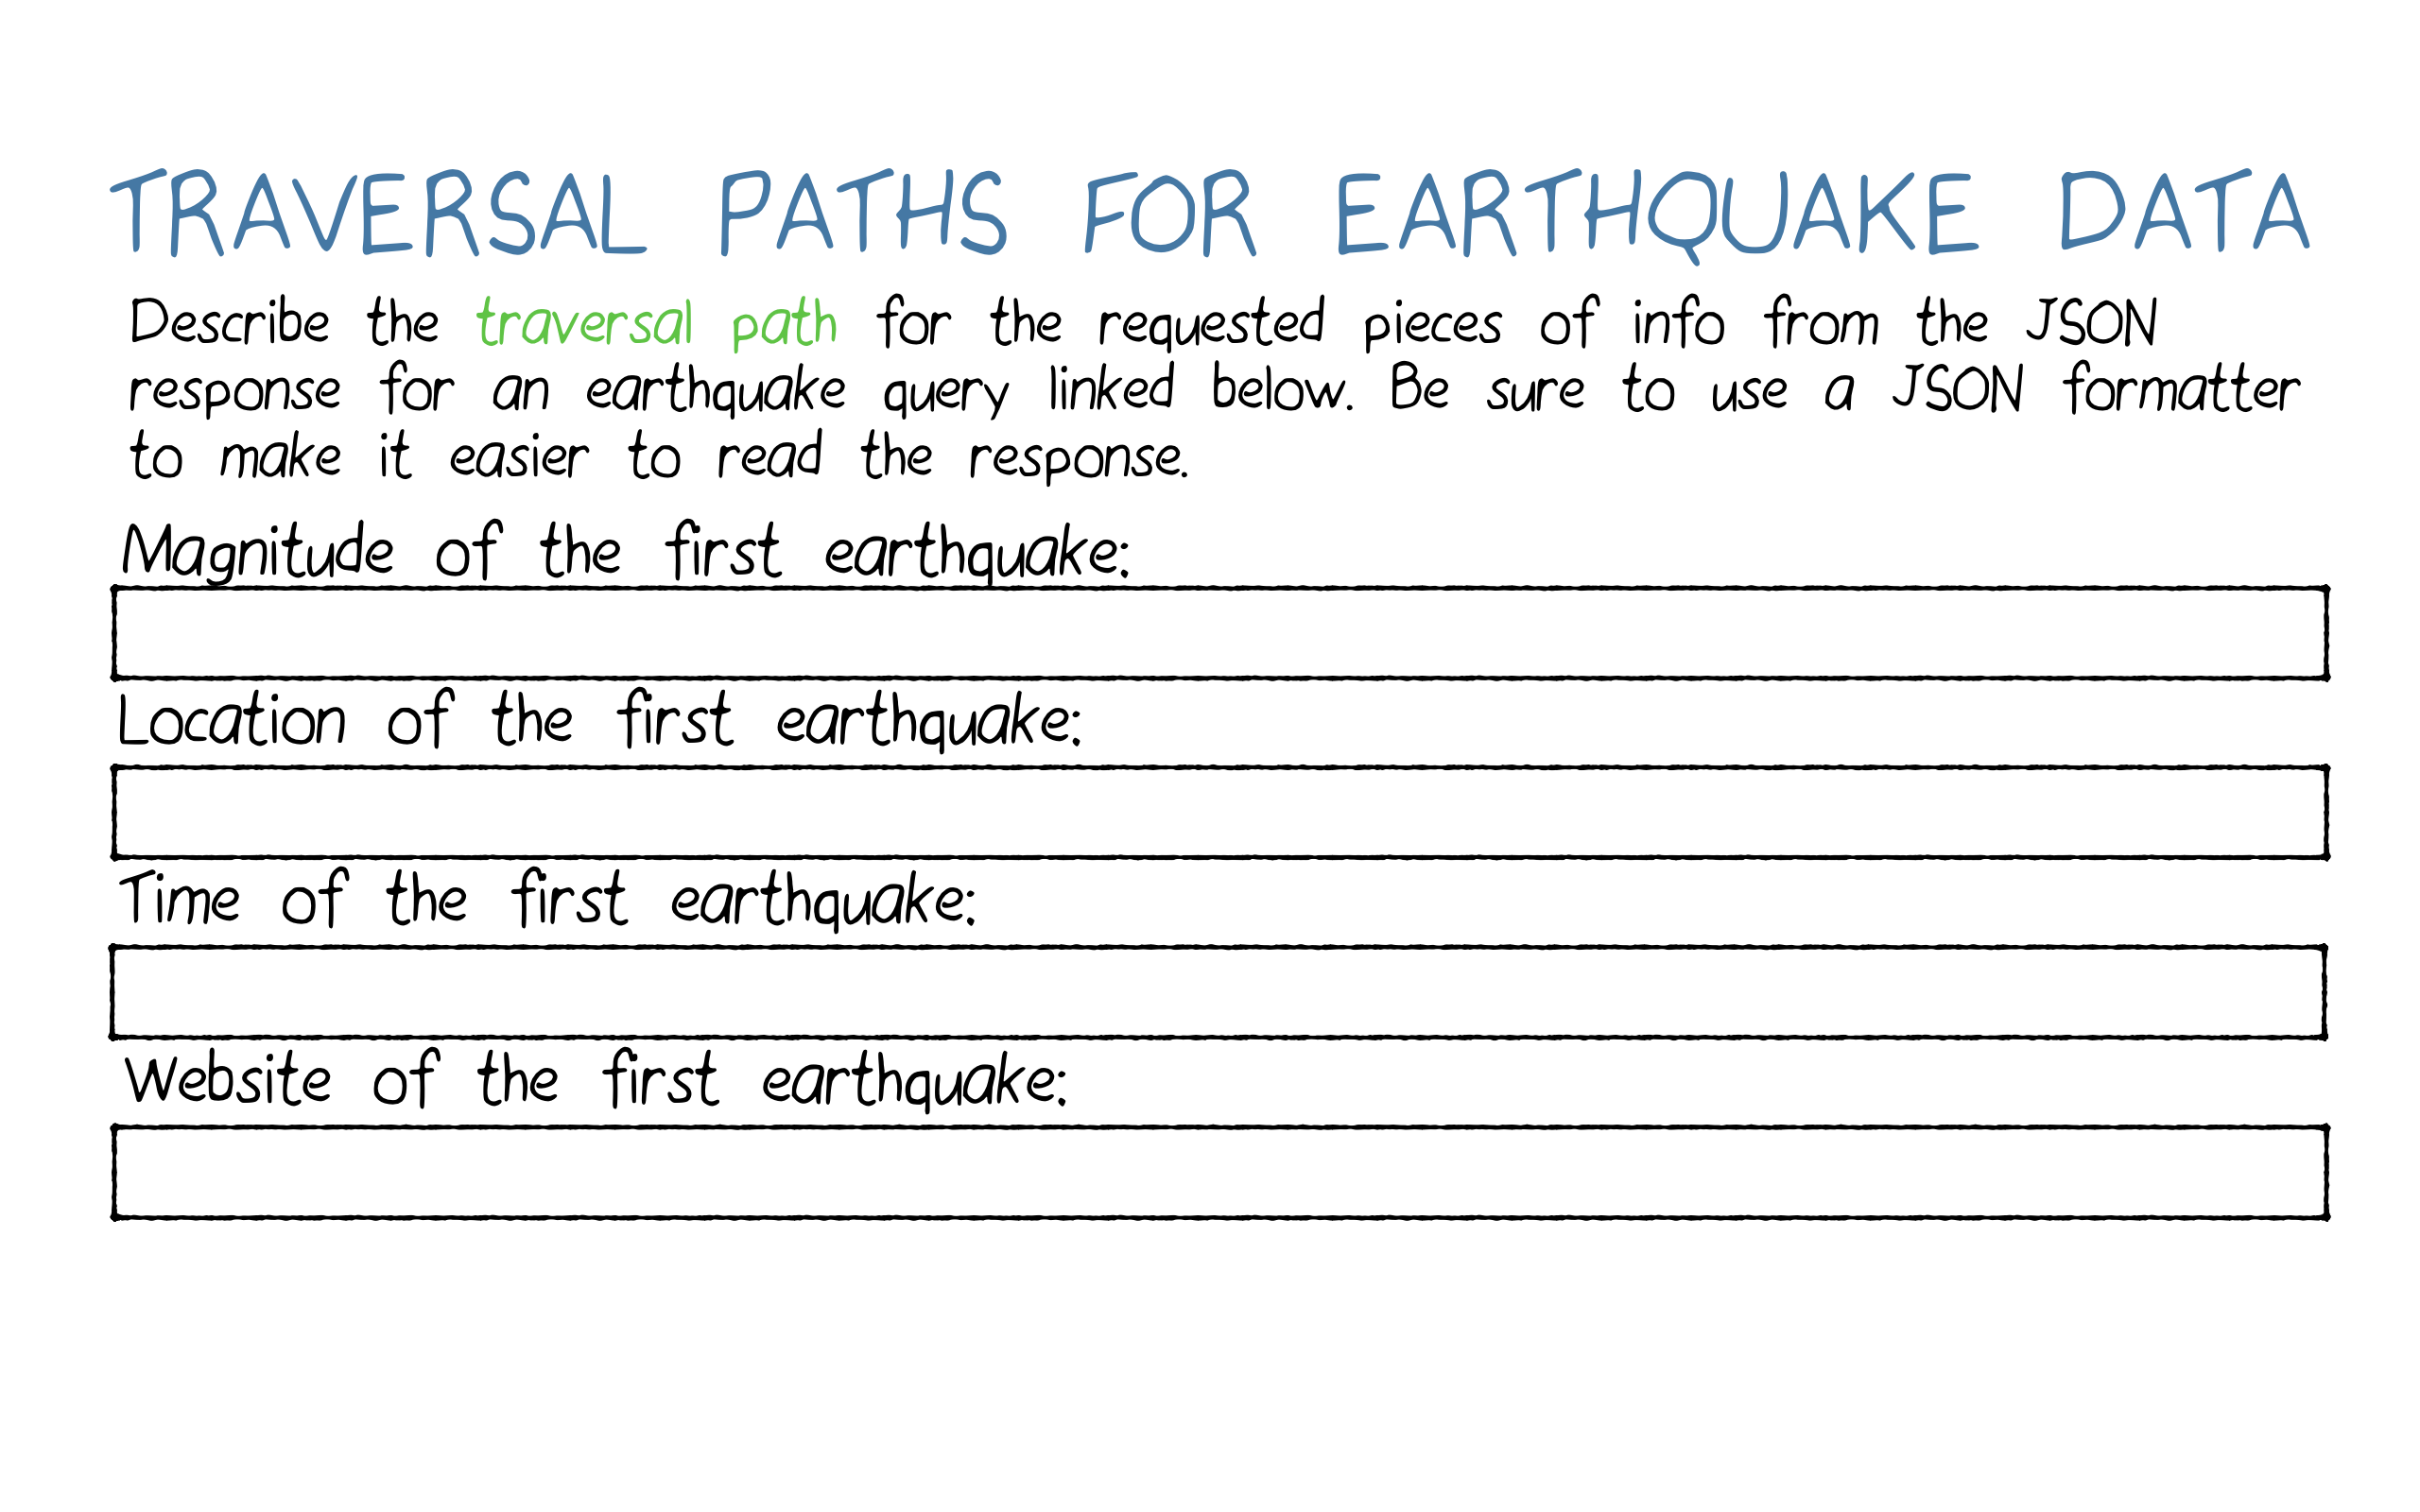 TRAVERSAL PATHS FOR EARTHQUAKE DATA
Describe the traversal path for the requested pieces of info from the JSON
response for an earthquake query linked below. Be sure to use a JSON formatter
to make it easier to read the response.
Magnitude of the first earthquake:
Location of the first earthquake:
Time of the first earthquake:
Website of the first earthquake: